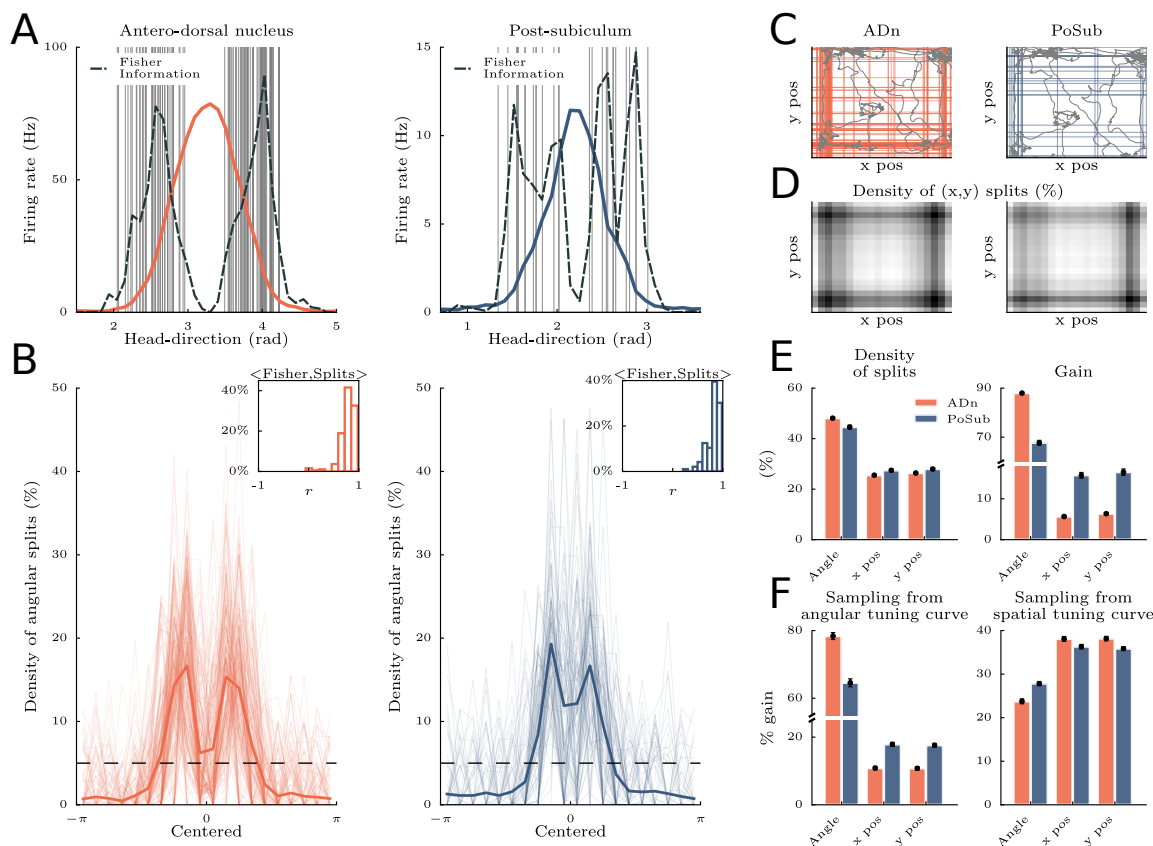 A
Antero-dorsal nucleus
100
50
0
Firing rate (Hz)
Fisher
Information
2
3
4
5
Head-direction (rad)
Post-subiculum
15
10
5
0
Firing rate (Hz)
Fisher
Information
1
2
3
Head-direction (rad)
B
50
40
30
20
10
0
Density of angular splits (%)
<Fisher,Splits>
40%
20%
0%
-1
r
1
−π
0
π
Centered
50
40
30
20
10
0
Density of angular splits (%)
<Fisher,Splits>
40%
20%
0%
-1
r
1
−π
0
π
Centered
C
ADn
y pos
x pos
PoSub
y pos
x pos
D
Density of (x,y) splits (%)
y pos
x pos
y pos
x pos
E
Density
of splits
60
40
20
0
(%)
ADn
PoSub
Angle
x pos
y pos
Gain
90
70
10
0
Angle
x pos
y pos
F
Sampling from
angular tuning curve
80
60
20
0
% gain
Angle
x pos
y pos
Sampling from
spatial tuning curve
40
30
20
10
0
Angle
x pos
y pos